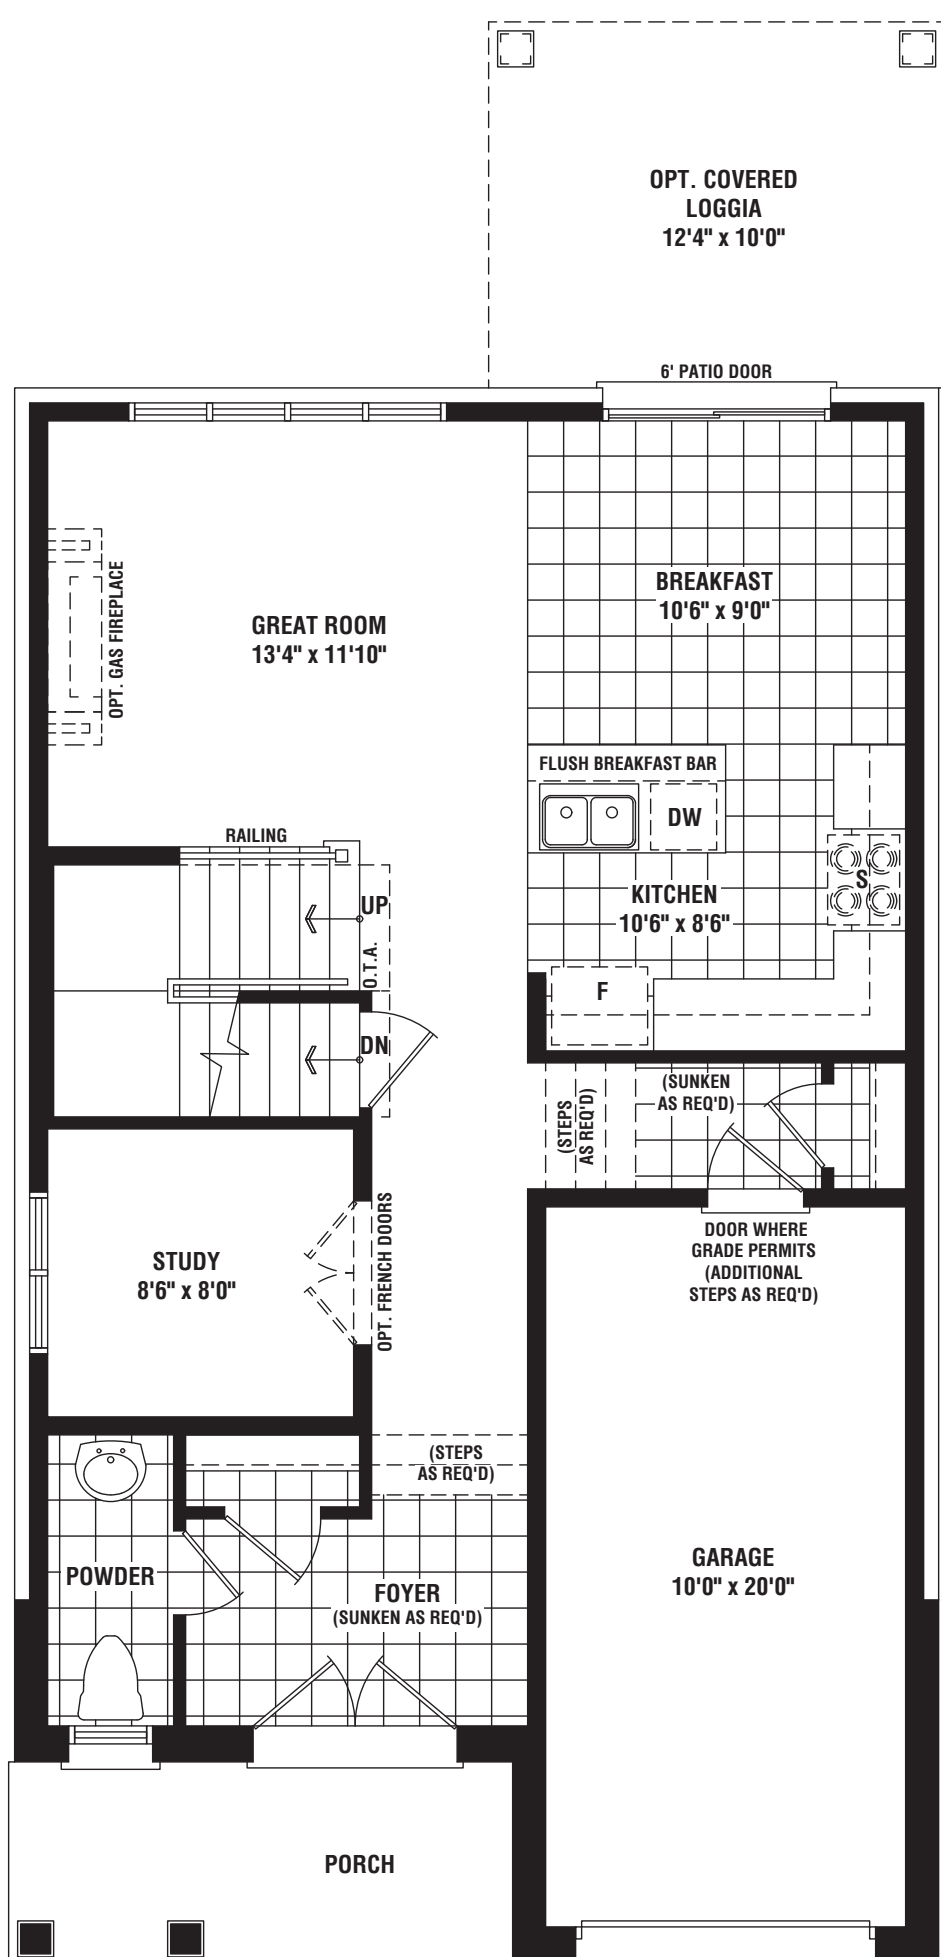 OPT. COVERED
LOGGIA
12'4" x 10'0"
6' PATIO DOOR
BREAKFAST
10'6" x 9'0"
OPT. GAS FIREPLACE
GREAT ROOM
13'4" x 11'10"
FLUSH BREAKFAST BAR
DW
RAILING
S
KITCHEN
10'6" x 8'6"
UP
O.T.A.
F
DN
(SUNKEN
AS REQ'D)
(STEPS
AS REQ'D)
OPT. FRENCH DOORS
DOOR WHERE
GRADE PERMITS
(ADDITIONAL
STEPS AS REQ'D)
STUDY
8'6" x 8'0"
(STEPS
AS REQ'D)
POWDER
FOYER
(SUNKEN AS REQ'D)
GARAGE
10'0" x 20'0"
PORCH